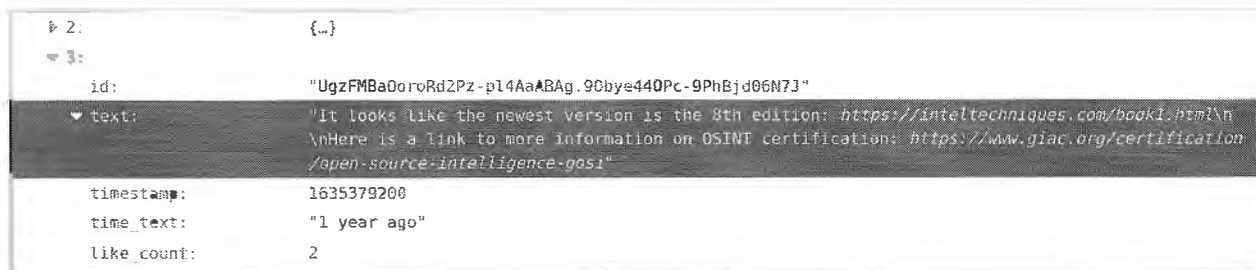 2: {…}
3:
id: "UgzFMBaOoroRd2Pz-pl4AaABAg.9Obye44OPc-9PhBjd06N7J"
text: "It looks like the newest version is the 8th edition: https://inteltechniques.com/book1.html\n
\nHere is a link to more information on OSINT certification: https://www.giac.org/certification
/open-source-intelligence-gosi"
timestamp: 1635379200
time_text: "1 year ago"
like_count: 2